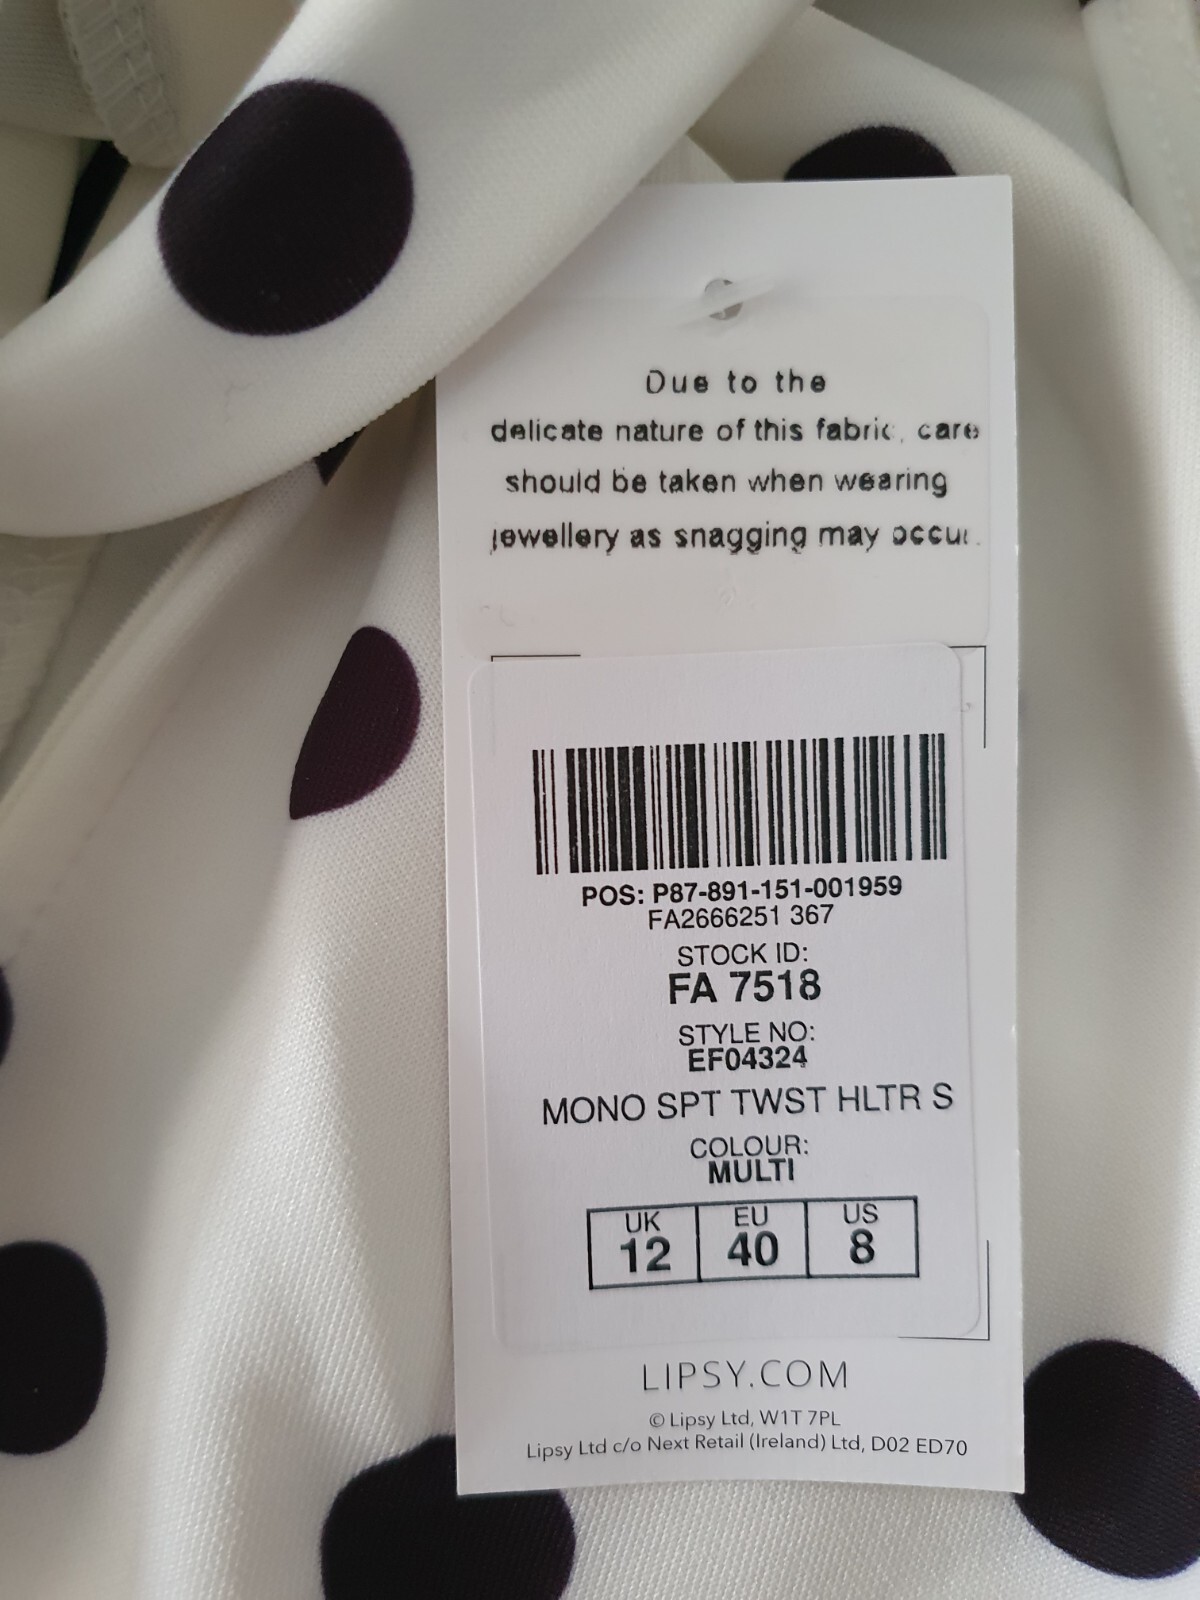 Due to the
delicate nature of this fabric, care
should be taken when wearing
jewellery as snagging may occur.
POS: P87-891-151-001959
FA2666251 367
STOCK ID:
FA 7518
STYLE NO:
EF04324
MONO SPT TWST HLTR S
COLOUR:
MULTI
UK EU US
12 40 8
LIPSY.COM
© Lipsy Ltd, W1T 7PL
Lipsy Ltd c/o Next Retail (Ireland) Ltd, D02 ED70